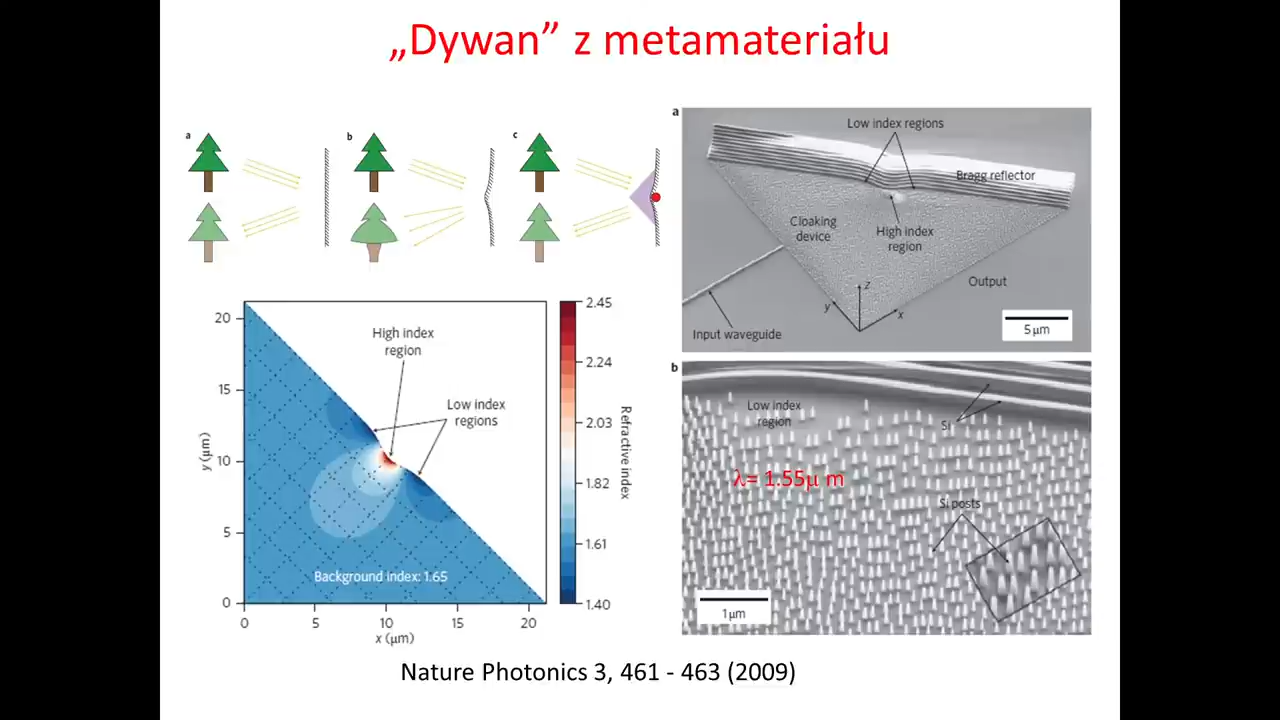 „Dywan” z metamateriału
a
b
c
a
Low index regions
Bragg reflector
Cloaking
device
High index
region
Output
z
y
x
Input waveguide
5 µm
High index
region
Low index
regions
Background index: 1.65
20
15
10
5
0
0
5
10
15
20
y (µm)
x (µm)
2.45
2.24
2.03
1.82
1.61
1.40
Refractive index
b
Low index
region
Si
λ= 1.55µ m
Si posts
1 µm
Nature Photonics 3, 461 - 463 (2009)